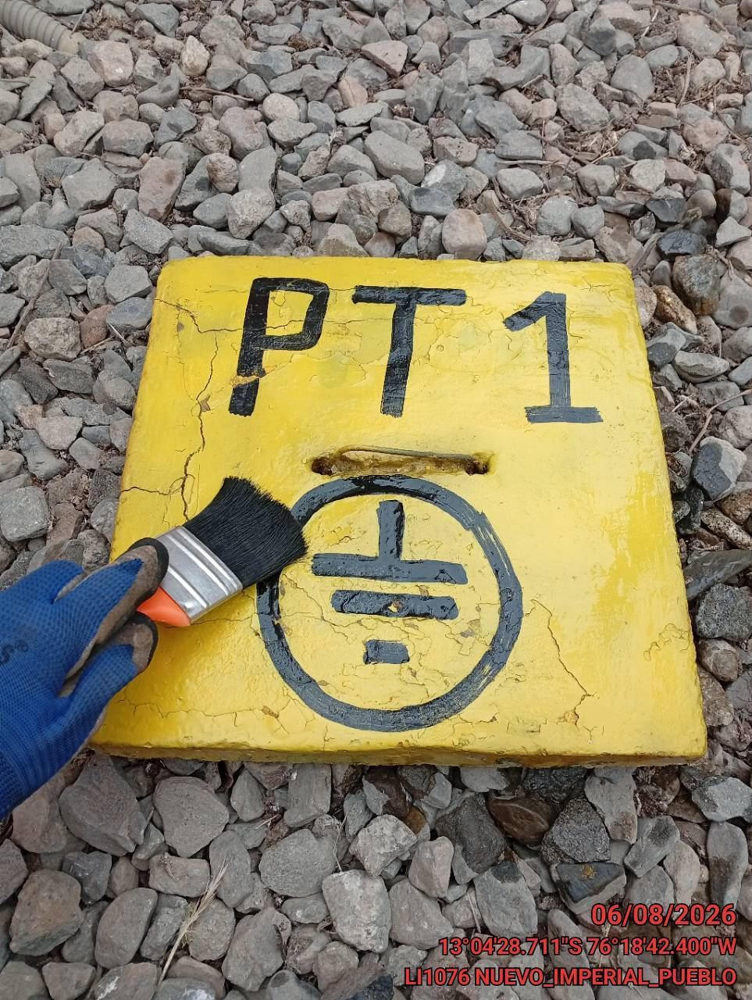 PT1
06/08/2026
13°04'28.711"S 76°18'42.400"W
LI1076 NUEVO_IMPERIAL_PUEBLO